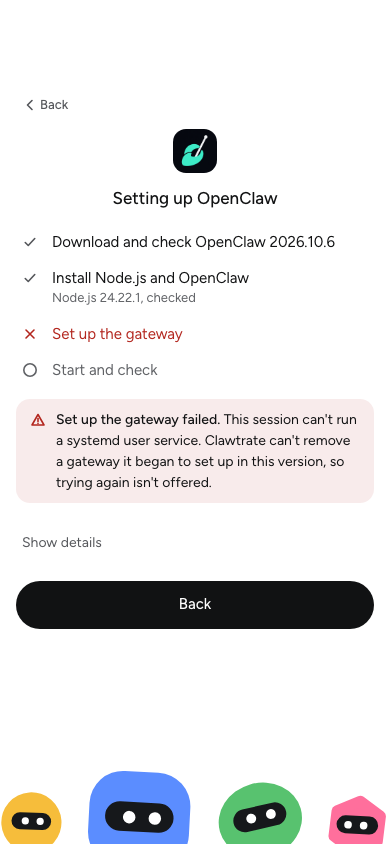 Back
Setting up OpenClaw
Download and check OpenClaw 2026.10.6
Install Node.js and OpenClaw
Node.js 24.22.1, checked
Set up the gateway
Start and check
Set up the gateway failed. This session can't run
a systemd user service. Clawtrate can't remove
a gateway it began to set up in this version, so
trying again isn't offered.
Show details
Back